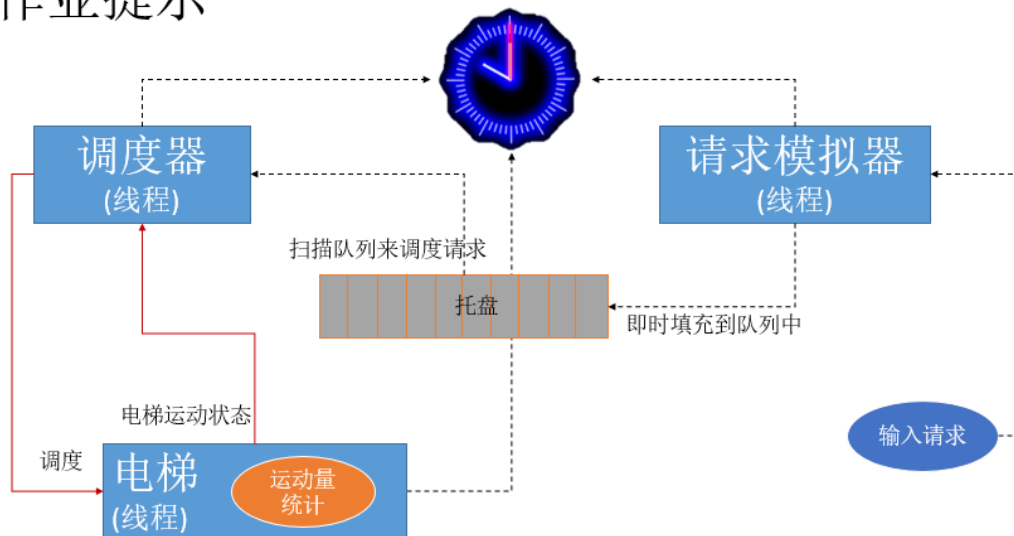 作业提示
调度器
(线程)
请求模拟器
(线程)
扫描队列来调度请求
托盘
即时填充到队列中
电梯运动状态
调度
电梯
(线程)
运动量
统计
输入请求